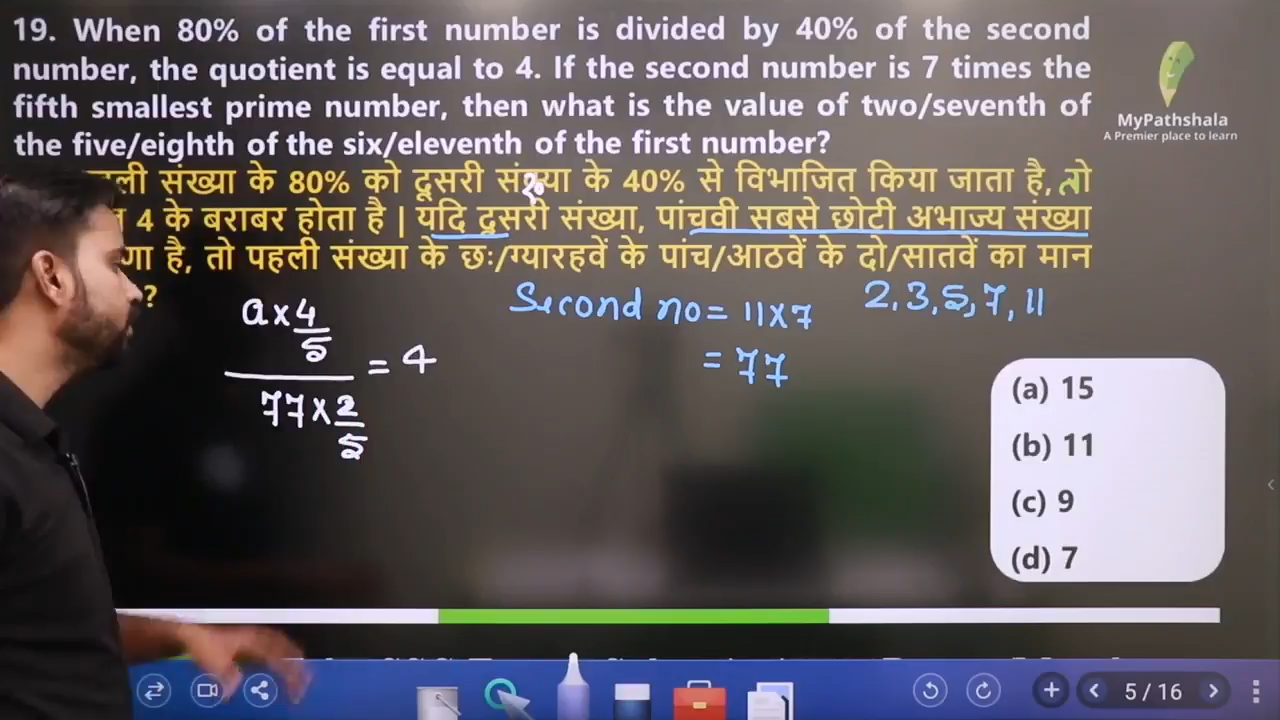 19. When 80% of the first number is divided by 40% of the second
number, the quotient is equal to 4. If the second number is 7 times the
fifth smallest prime number, then what is the value of two/seventh of
the five/eighth of the six/eleventh of the first number?
MyPathshala
A Premier place to learn
ली संख्या के 80% को दूसरी संख्या के 40% से विभाजित किया जाता है, तो
4 के बराबर होता है | यदि दूसरी संख्या, पांचवी सबसे छोटी अभाज्य संख्या
णा है, तो पहली संख्या के छः/ग्यारहवें के पांच/आठवें के दो/सातवें का मान
?
a × 4/5
77 × 2/5
= 4
Second no = 11×7
= 77
2, 3, 5, 7, 11
(a) 15
(b) 11
(c) 9
(d) 7
5 / 16